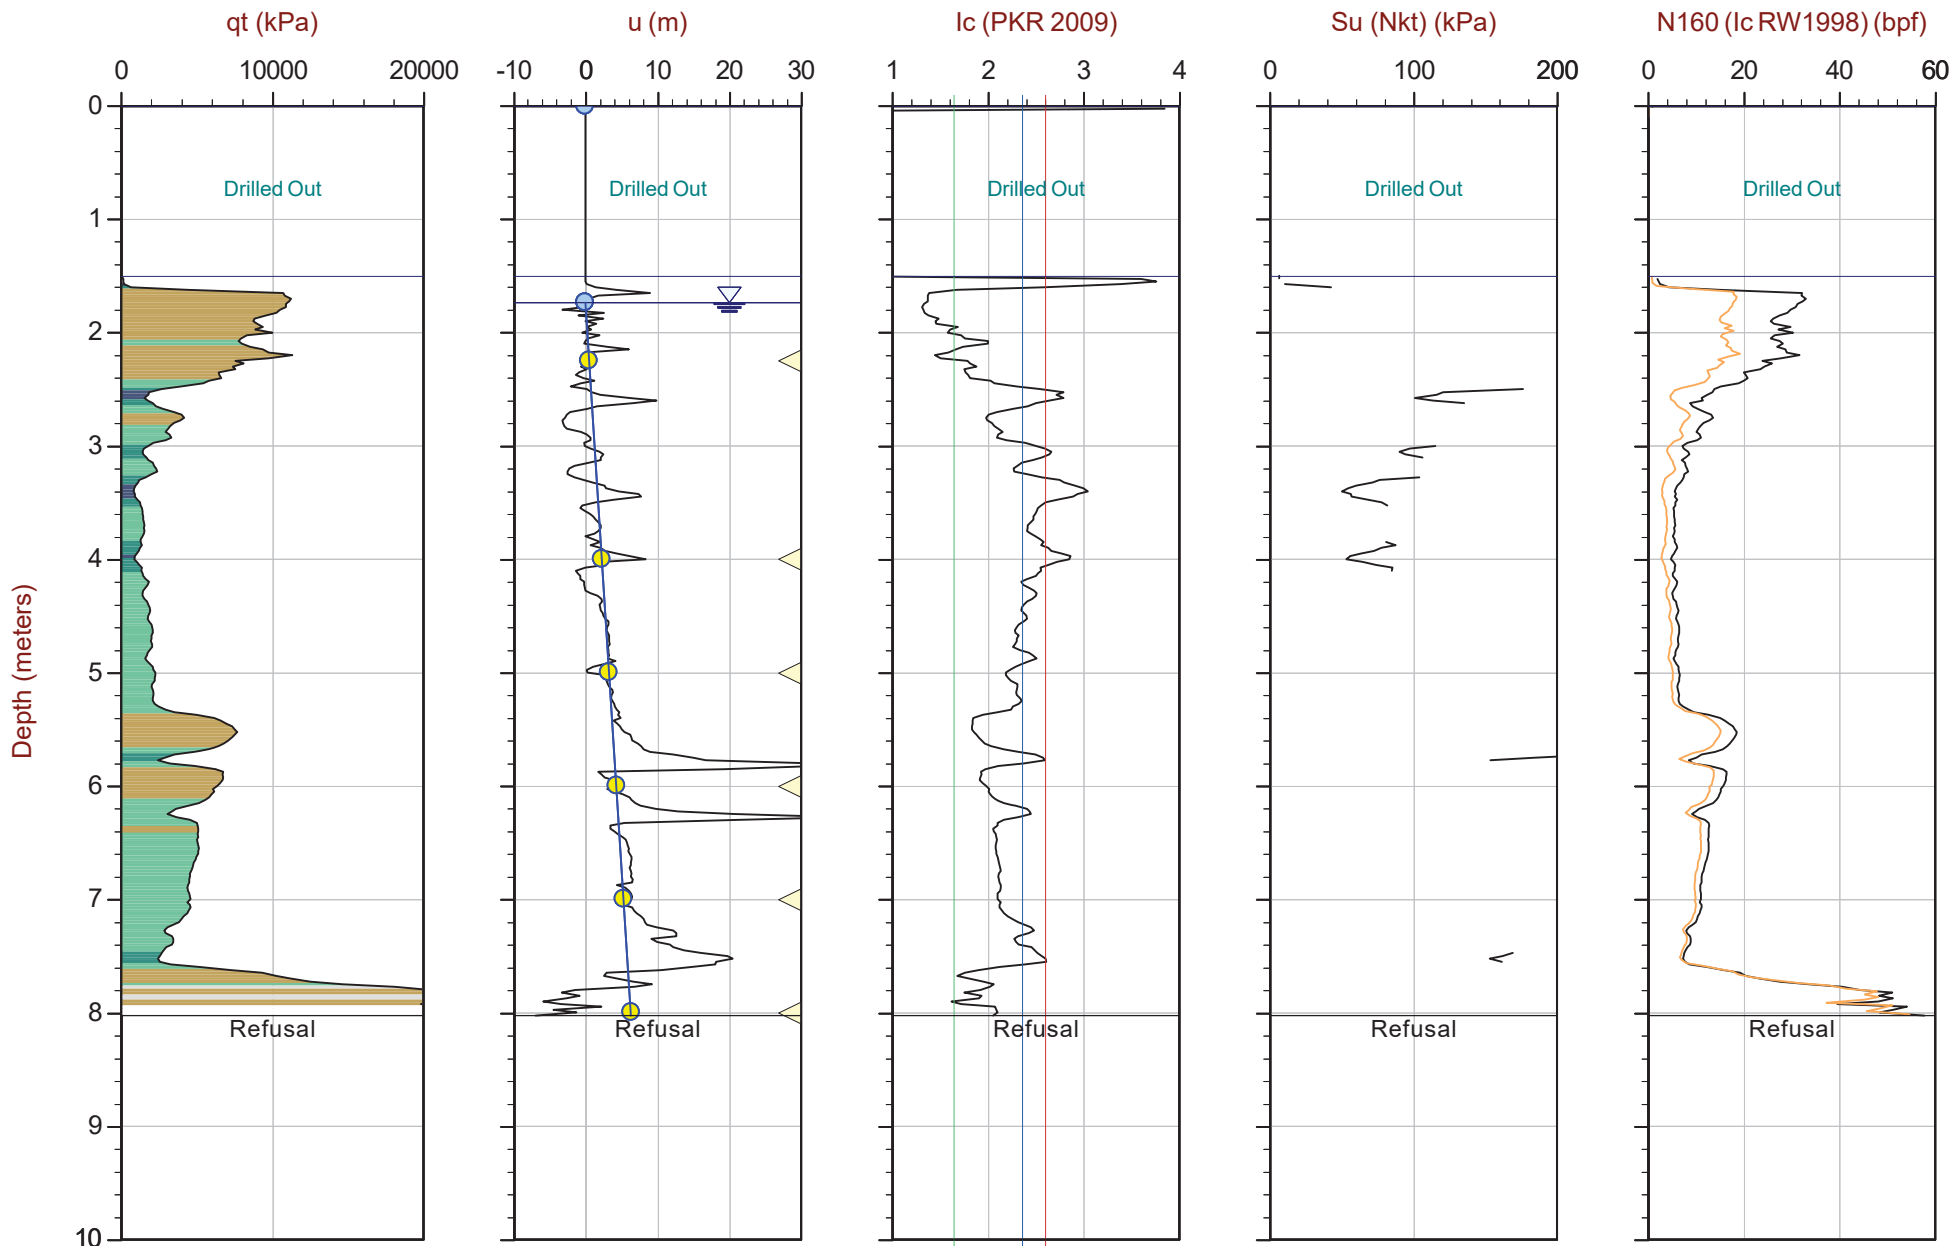 qt (kPa) u (m) Ic (PKR 2009) Su (Nkt) (kPa) N160 (Ic RW1998) (bpf)
0 10000 20000 -10 0 10 20 30 1 2 3 4 0 100 200 0 20 40 60
0
Drilled Out Drilled Out Drilled Out Drilled Out Drilled Out
1
2
3
4
Depth (meters)
5
6
7
8
Refusal Refusal Refusal Refusal Refusal
9
10